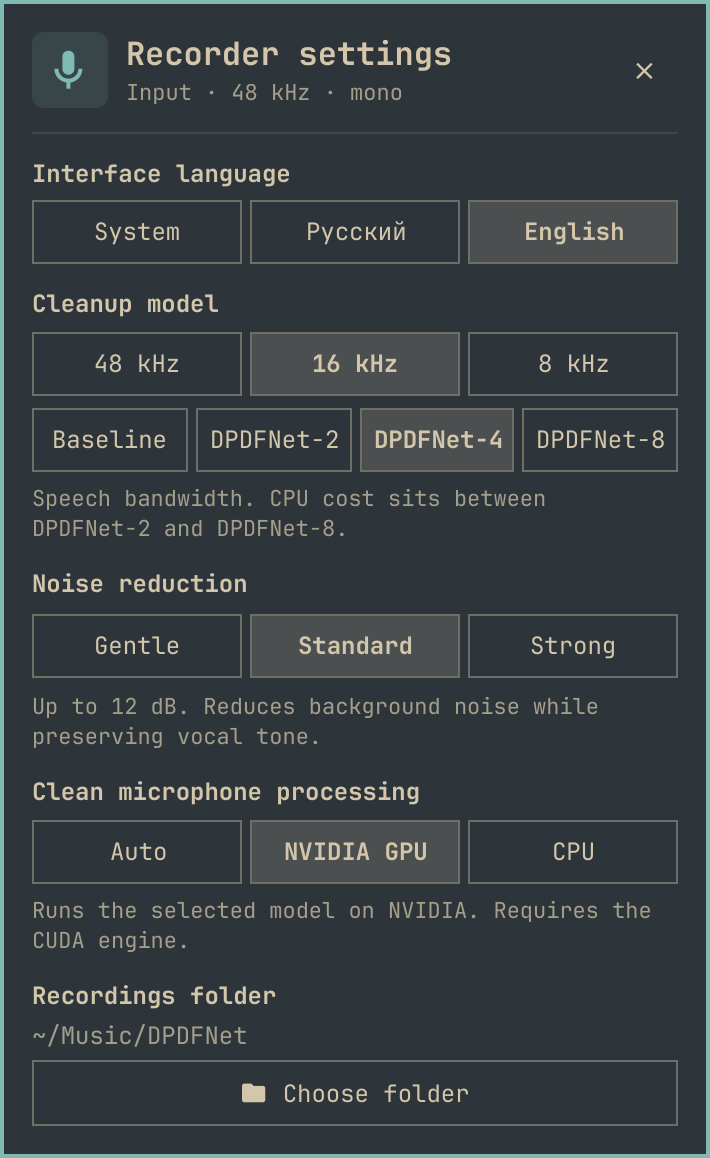 Recorder settings
Input · 48 kHz · mono
Interface language
System
Русский
English
Cleanup model
48 kHz
16 kHz
8 kHz
Baseline
DPDFNet-2
DPDFNet-4
DPDFNet-8
Speech bandwidth. CPU cost sits between
DPDFNet-2 and DPDFNet-8.
Noise reduction
Gentle
Standard
Strong
Up to 12 dB. Reduces background noise while
preserving vocal tone.
Clean microphone processing
Auto
NVIDIA GPU
CPU
Runs the selected model on NVIDIA. Requires the
CUDA engine.
Recordings folder
~/Music/DPDFNet
Choose folder